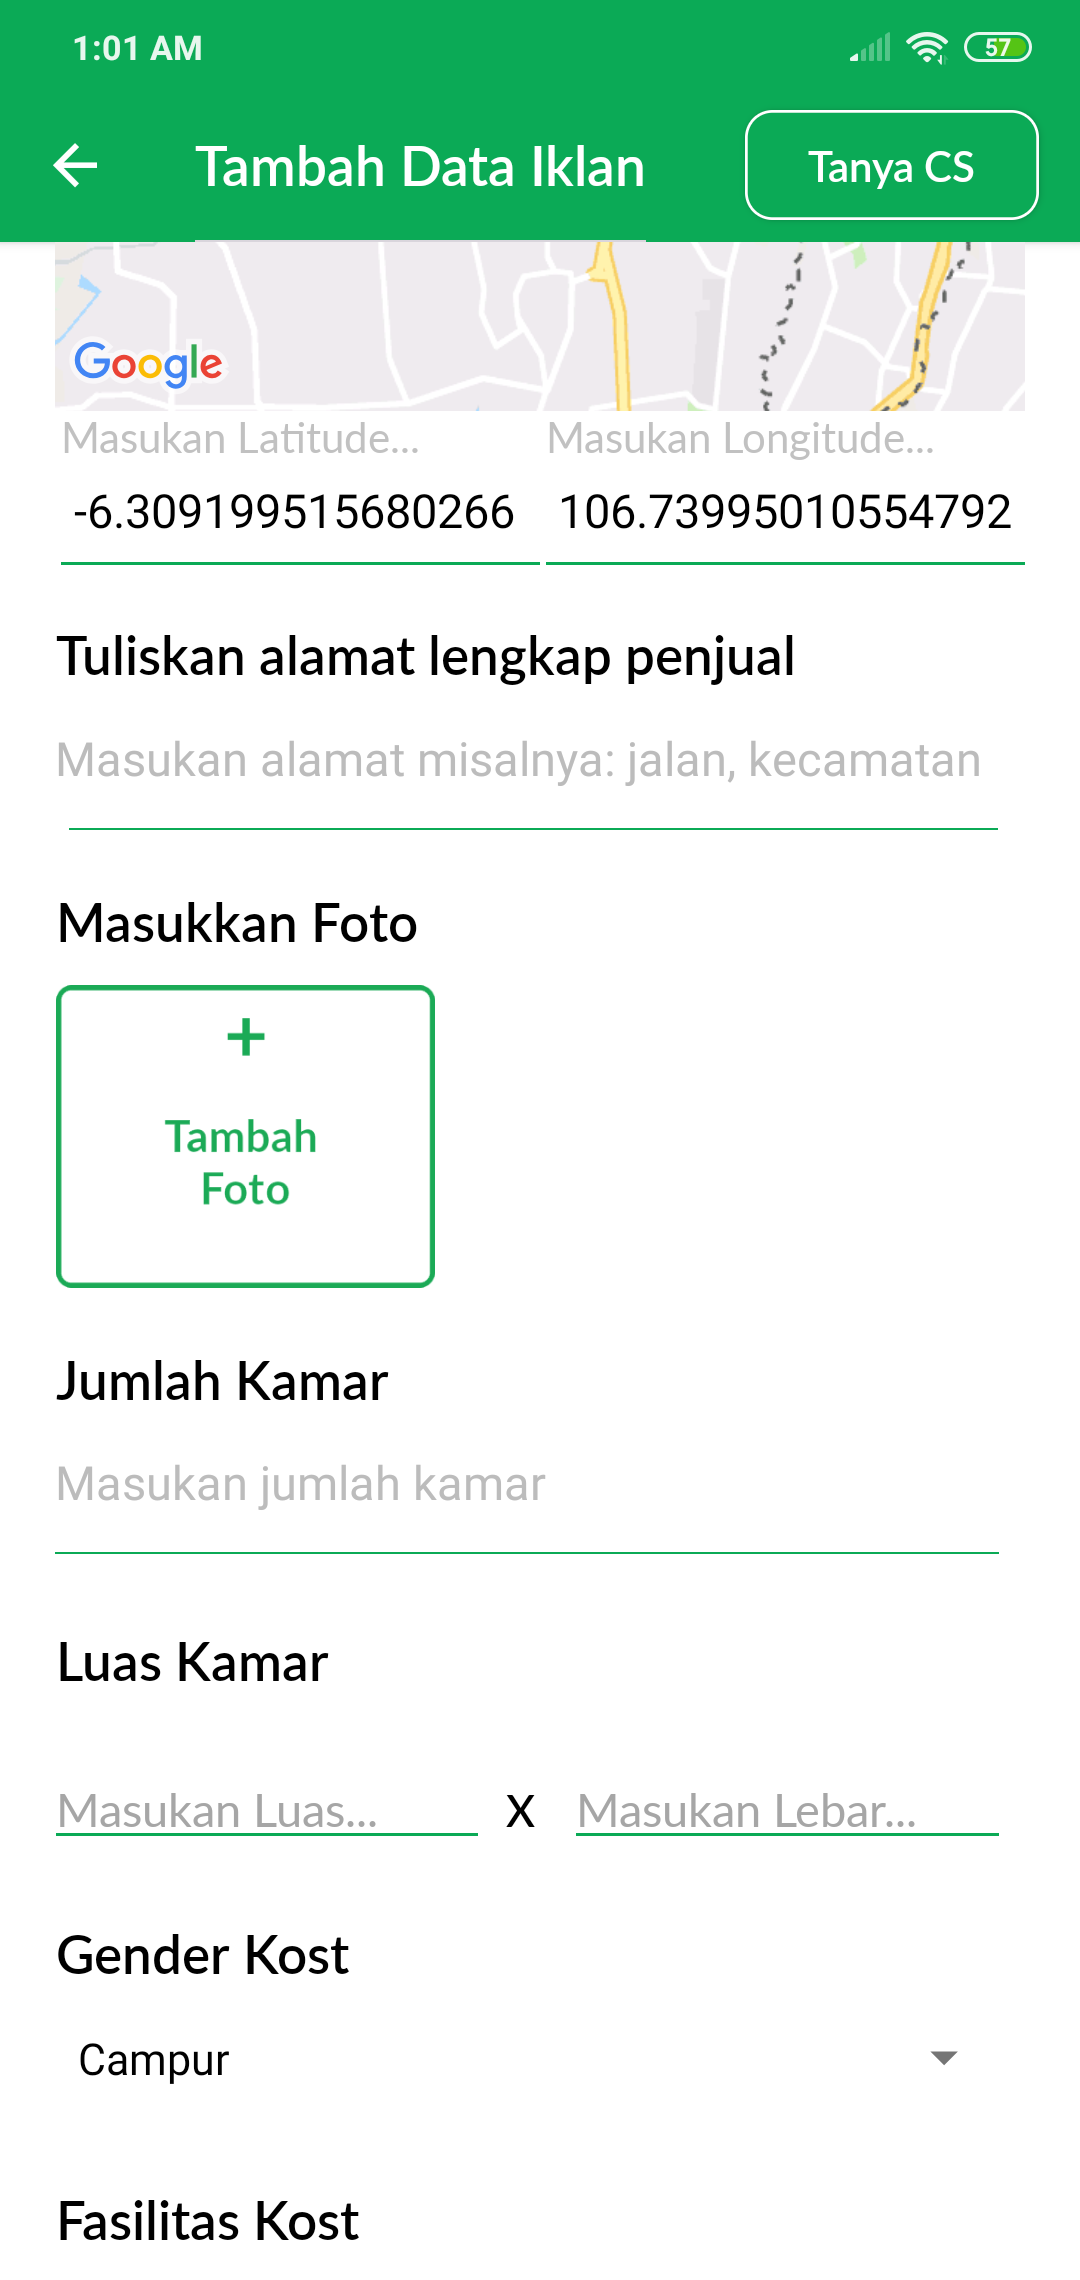 1:01 AM
57
Tambah Data Iklan
Tanya CS
Google
Masukan Latitude...
Masukan Longitude...
-6.309199515680266
106.73995010554792
Tuliskan alamat lengkap penjual
Masukan alamat misalnya: jalan, kecamatan
Masukkan Foto
+
Tambah
Foto
Jumlah Kamar
Masukan jumlah kamar
Luas Kamar
Masukan Luas...
X
Masukan Lebar...
Gender Kost
Campur
Fasilitas Kost